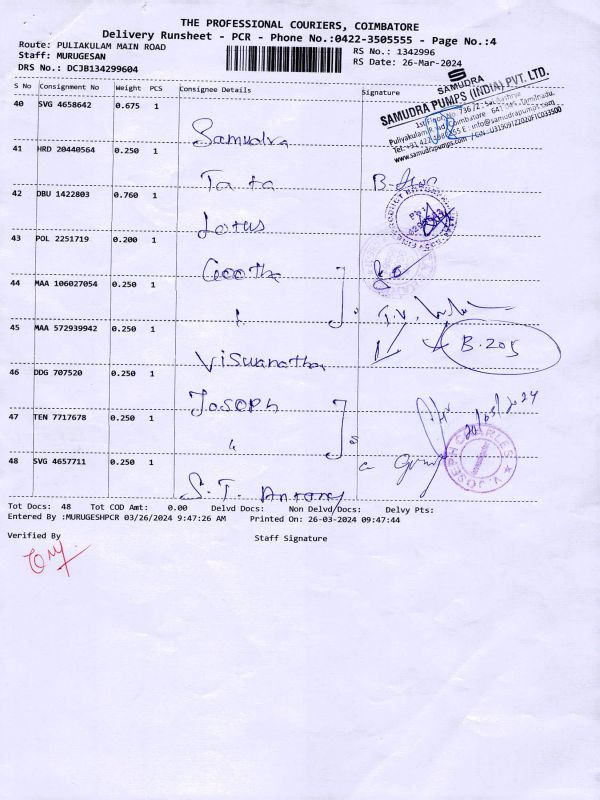 THE PROFESSIONAL COURIERS, COIMBATORE
Delivery Runsheet - PCR - Phone No.:0422-3505555 - Page No.:4
Route: PULIAKULAM MAIN ROAD
Staff: MURUGESAN
DRS No.: DCJB134299604
RS No.: 1342996
RS Date: 26-Mar-2024
S No Consignment No Weight PCS Consignee Details Signature
SAMUDRA
SAMUDRA PUMPS (INDIA) PVT. LTD.
40 SVG 4658642 0.675 1
Samudra
41 HRD 20440564 0.250 1
Tata
42 DBU 1422803 0.760 1
Lotus
43 POL 2251719 0.200 1
Geetha
44 MAA 106027054 0.250 1
"
45 MAA 572939942 0.250 1
B.205
Viswanathan
46 DDG 707520 0.250 1
Joseph
47 TEN 7717678 0.250 1
"
V. JOSEPH CHARLES
48 SVG 4657711 0.250 1
S.T. Antony
Tot Docs: 48 Tot COD Amt: 0.00 Delvd Docs: Non Delvd/Docs: Delvy Pts:
Entered By :MURUGESHPCR 03/26/2024 9:47:26 AM Printed On: 26-03-2024 09:47:44
Verified By Staff Signature